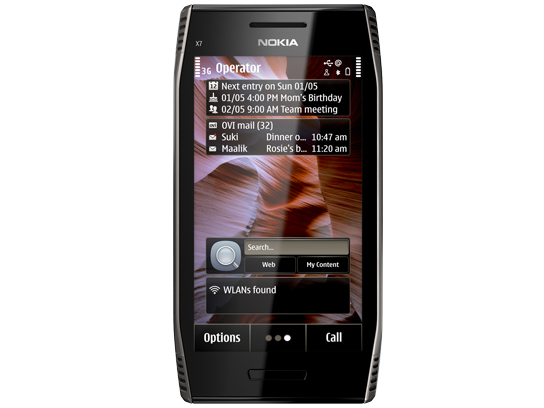 X7
NOKIA
3G Operator
Next entry on Sun 01/05
01/05 4:00 PM Mom's Birthday
02/05 9:00 AM Team meeting
OVI mail (32)
Suki Dinner o... 10:47 am
Maalik Rosie's b... 11:20 am
Search...
Web My Content
WLANs found
Options Call